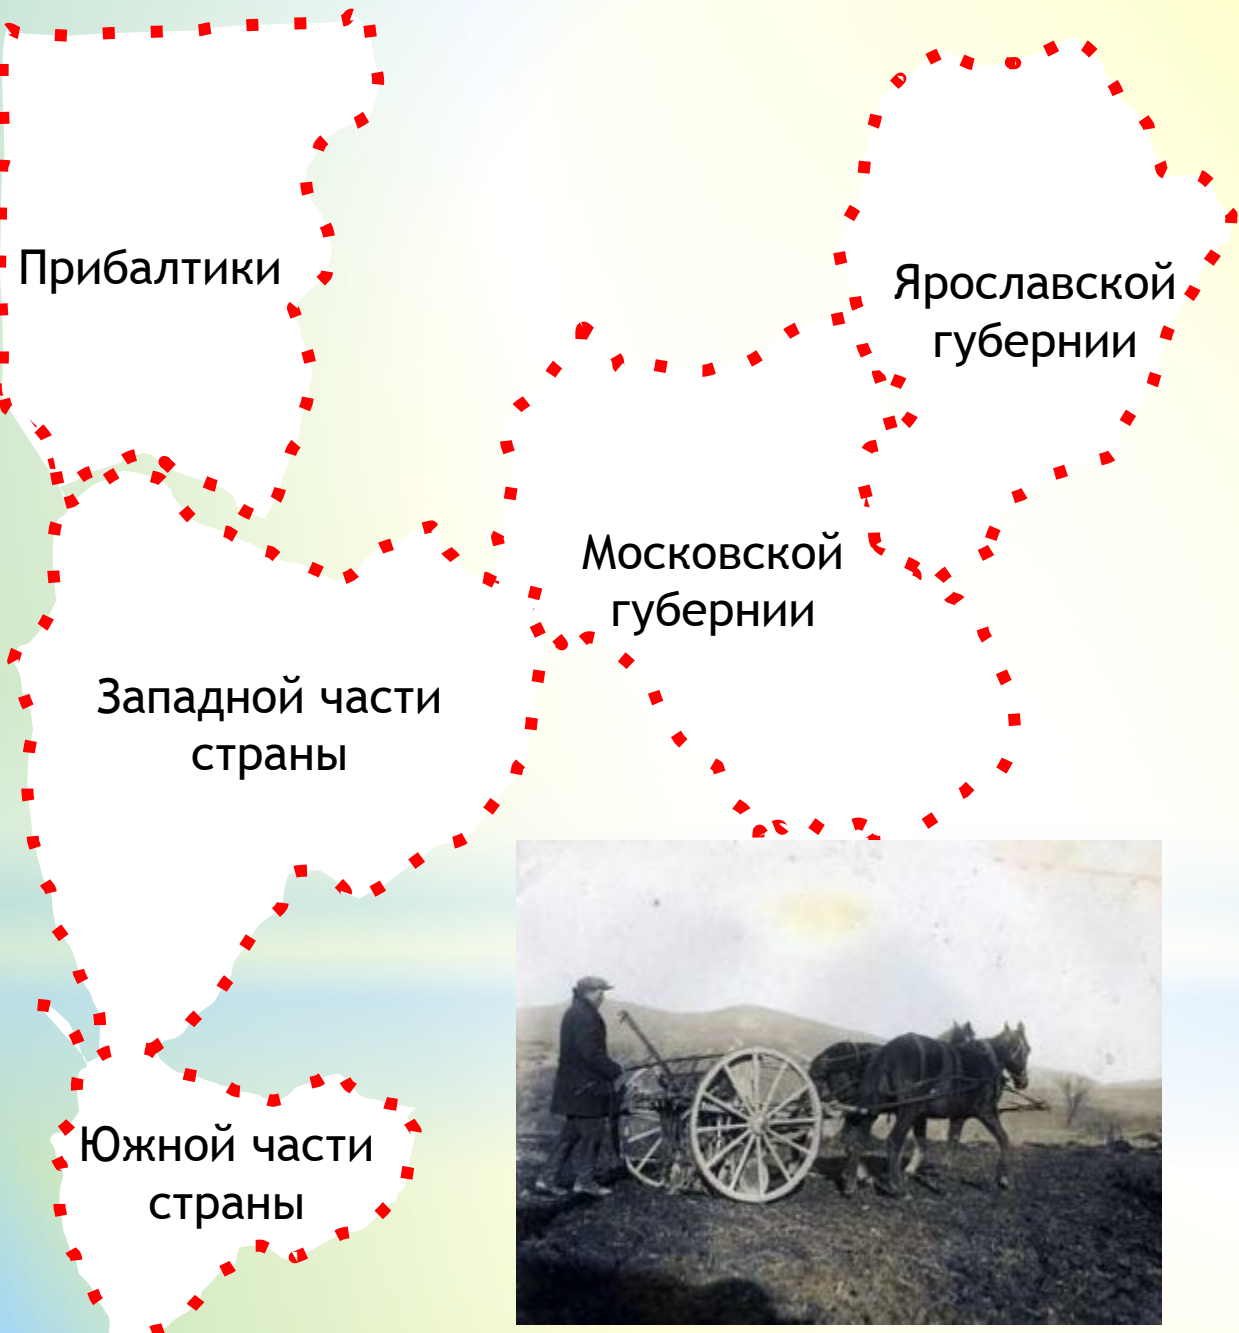 Прибалтики
Ярославской
губернии
Московской
губернии
Западной части
страны
Южной части
страны